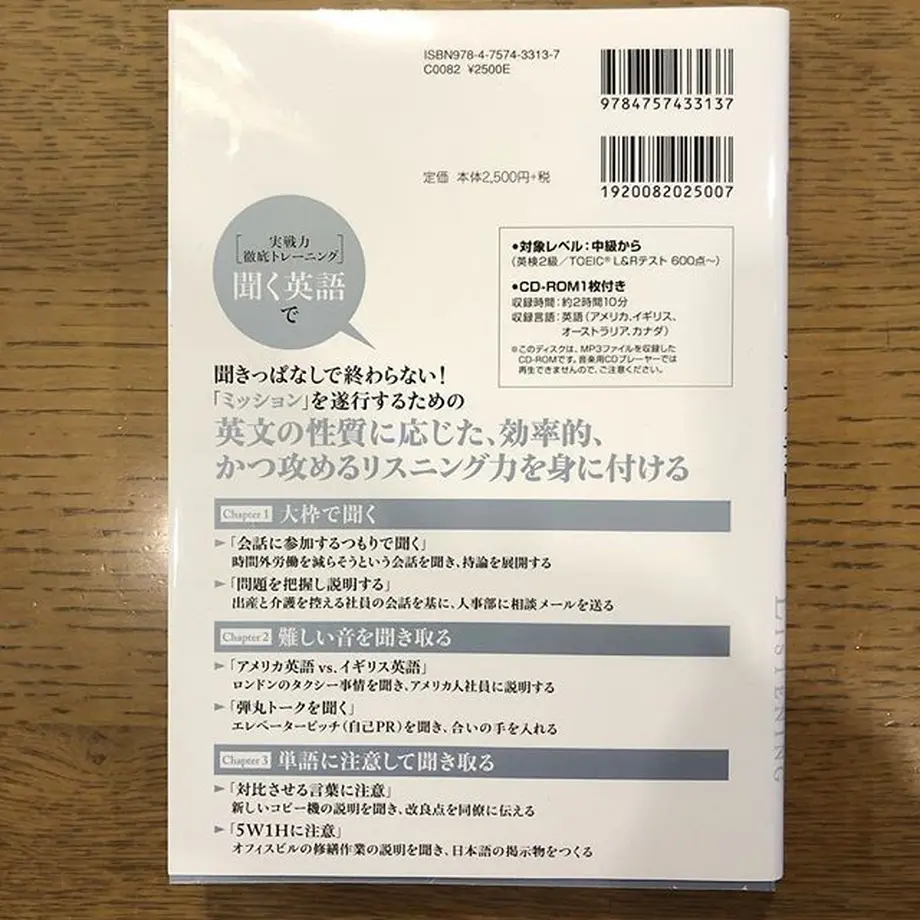 ISBN978-4-7574-3313-7
C0082 ¥2500E
9784757433137
定価 本体2,500円+税
1920082025007
実戦力
徹底トレーニング
聞く英語
で
•対象レベル：中級から
(英検2級／TOEIC® L&Rテスト 600点〜)
•CD-ROM1枚付き
収録時間：約2時間10分
収録言語：英語（アメリカ、イギリス、
オーストラリア、カナダ）
※このディスクは、MP3ファイルを収録した
CD-ROMです。音楽用CDプレーヤーでは
再生できませんので、ご注意ください。
聞きっぱなしで終わらない！
「ミッション」を遂行するための
英文の性質に応じた、効率的、
かつ攻めるリスニング力を身に付ける
Chapter 1 大枠で聞く
►「会話に参加するつもりで聞く」
時間外労働を減らそうという会話を聞き、持論を展開する
►「問題を把握し説明する」
出産と介護を控える社員の会話を基に、人事部に相談メールを送る
Chapter 2 難しい音を聞き取る
►「アメリカ英語 vs. イギリス英語」
ロンドンのタクシー事情を聞き、アメリカ人社員に説明する
►「弾丸トークを聞く」
エレベーターピッチ（自己PR）を聞き、合いの手を入れる
Chapter 3 単語に注意して聞き取る
►「対比させる言葉に注意」
新しいコピー機の説明を聞き、改良点を同僚に伝える
►「5W1Hに注意」
オフィスビルの修繕作業の説明を聞き、日本語の掲示物をつくる
LISTENING